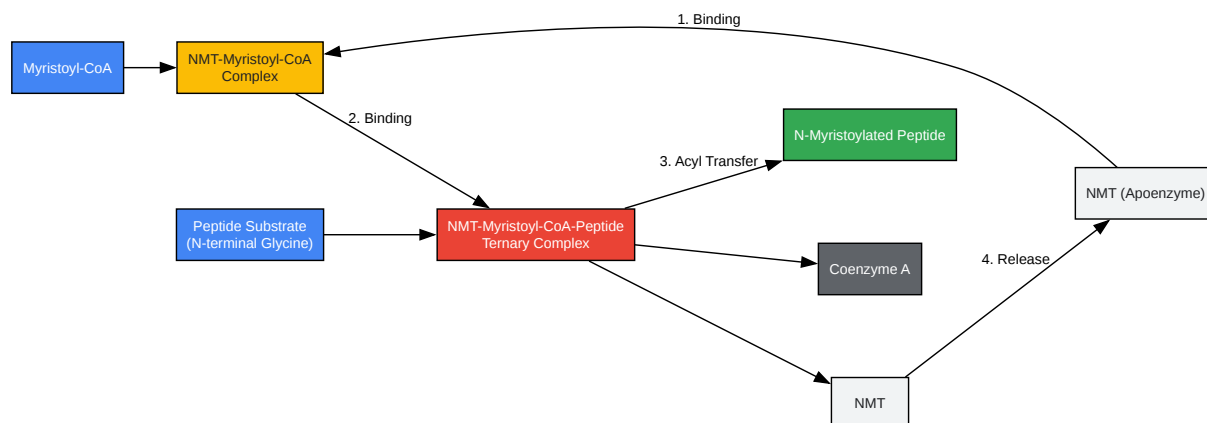 1. Binding
Myristoyl-CoA
NMT-Myristoyl-CoA
Complex
2. Binding
N-Myristoylated Peptide
3. Acyl Transfer
NMT (Apoenzyme)
Peptide Substrate
(N-terminal Glycine)
NMT-Myristoyl-CoA-Peptide
Ternary Complex
Coenzyme A
4. Release
NMT